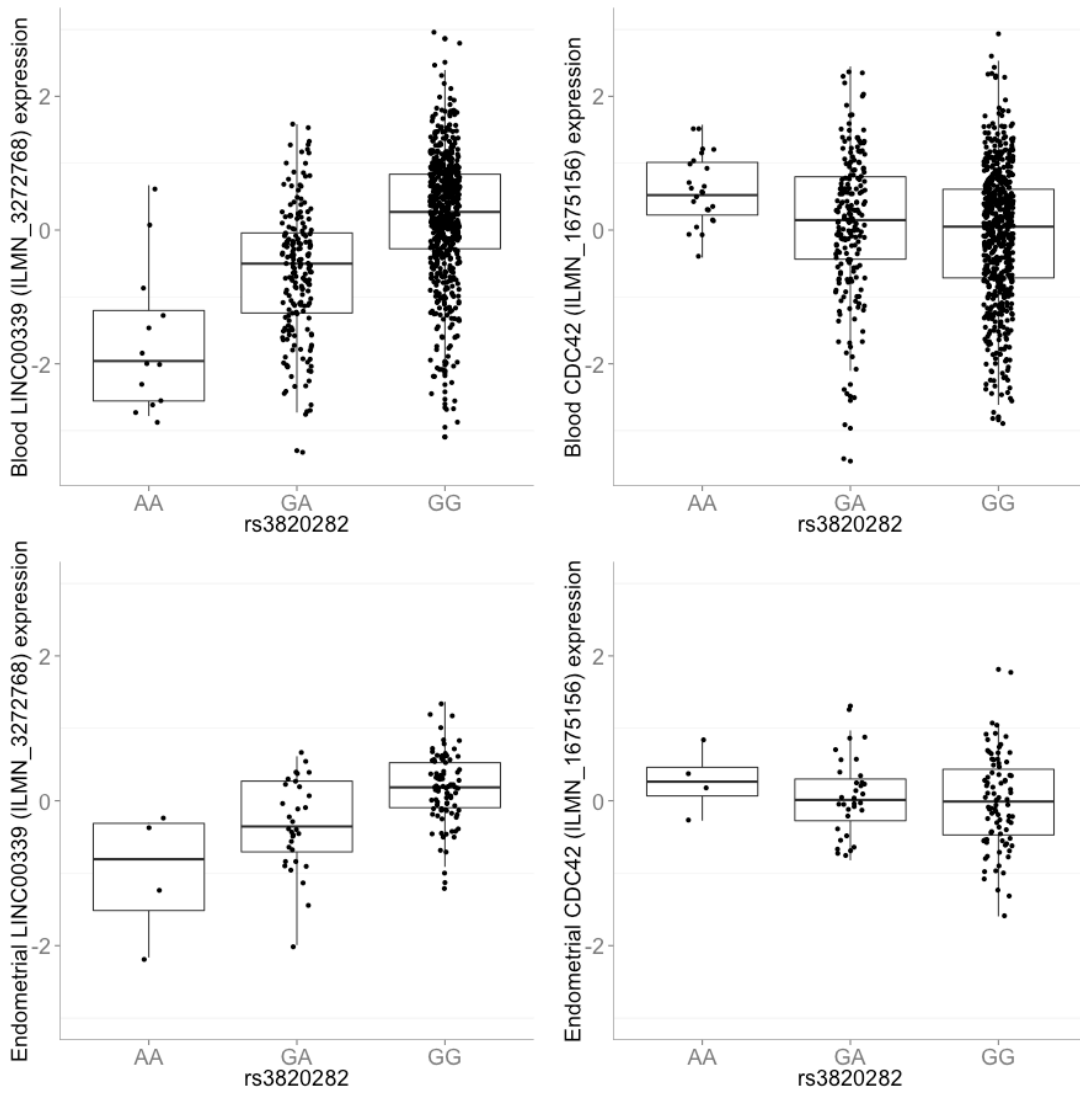 Blood LINC00339 (ILMN_3272768) expression
2
0
-2
AA GA GG
rs3820282
Blood CDC42 (ILMN_1675156) expression
2
0
-2
AA GA GG
rs3820282
Endometrial LINC00339 (ILMN_3272768) expression
2
0
-2
AA GA GG
rs3820282
Endometrial CDC42 (ILMN_1675156) expression
2
0
-2
AA GA GG
rs3820282